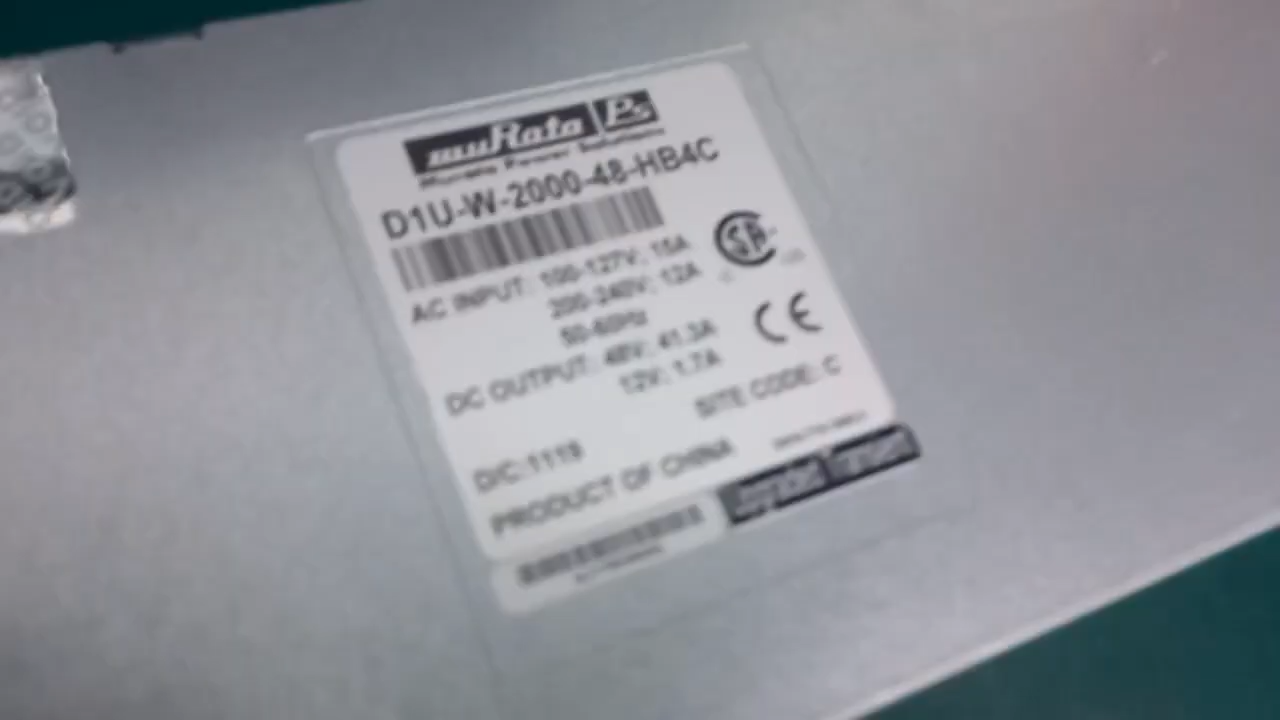 muRata Ps
Murata Power Solutions
D1U-W-2000-48-HB4C
AC INPUT: 100-127V; 15A
200-240V; 12A
50-60Hz
DC OUTPUT: 48V; 41.3A
12V; 1.7A
SITE CODE: C
D/C:1119
PRODUCT OF CHINA